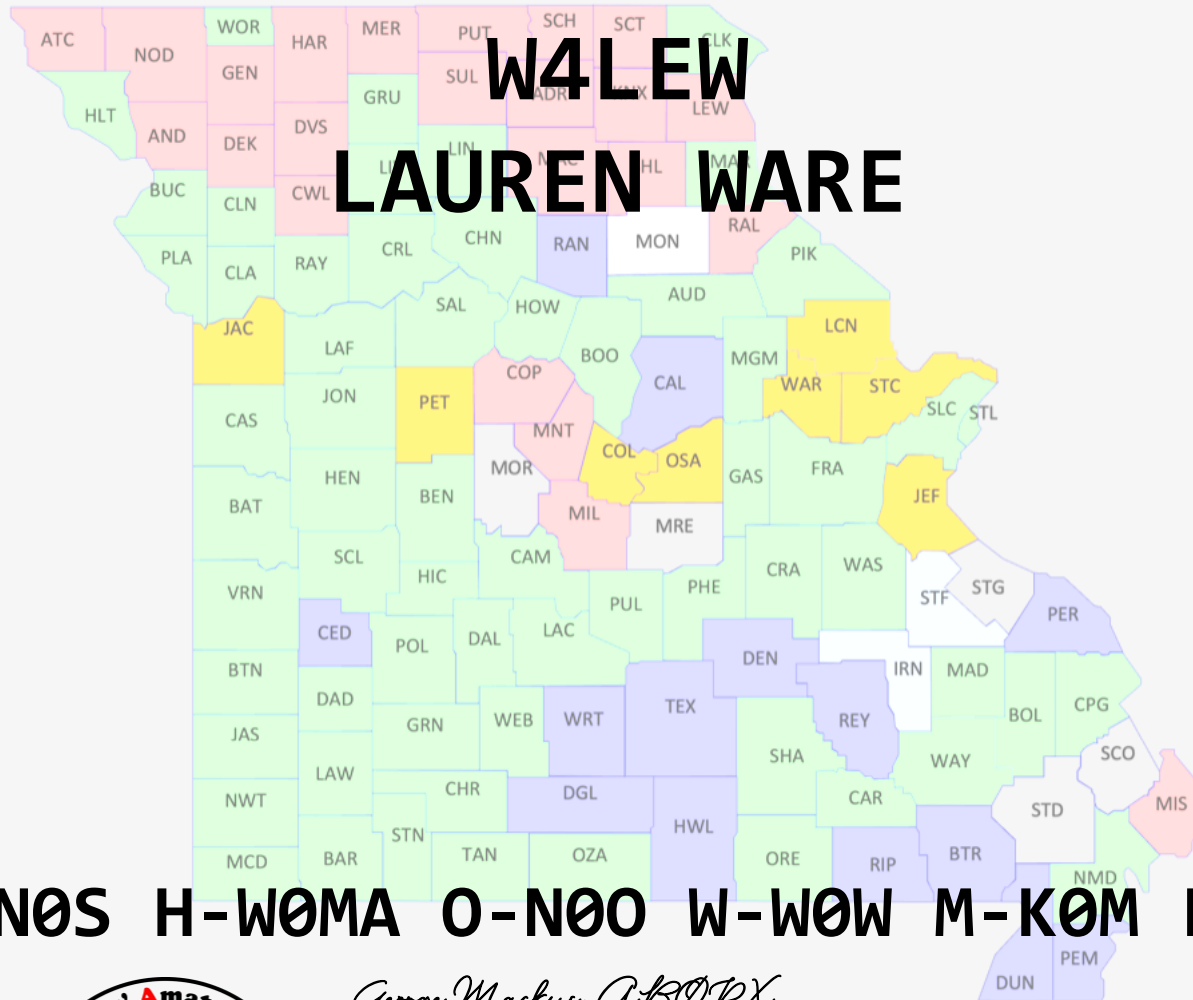 WOR
ATC NOD HAR MER PUT SCH SCT CLK
W4LEW
GEN SUL ADR KNX LEW
GRU
HLT AND DEK DVS LIN MAC MAR
LAUREN WARE
BUC CLN CWL
PLA CLA RAY CRL CHN RAN MON RAL PIK
AUD
SAL HOW
JAC LAF LCN
BOO MGM
COP CAL WAR STC
CAS JON PET SLC STL
MNT
COL OSA
HEN MOR GAS FRA
BEN JEF
BAT MIL MRE
SCL CAM CRA WAS
HIC
VRN PUL PHE STF STG
CED POL DAL LAC PER
DEN
BTN DAD IRN MAD
JAS GRN WEB WRT TEX REY BOL CPG
LAW SHA WAY SCO
NWT CHR DGL CAR STD MIS
STN HWL
MCD BAR TAN OZA ORE RIP BTR
NMD
N0S H-W0MA O-N0O W-W0W M-K0M
PEM
DUN